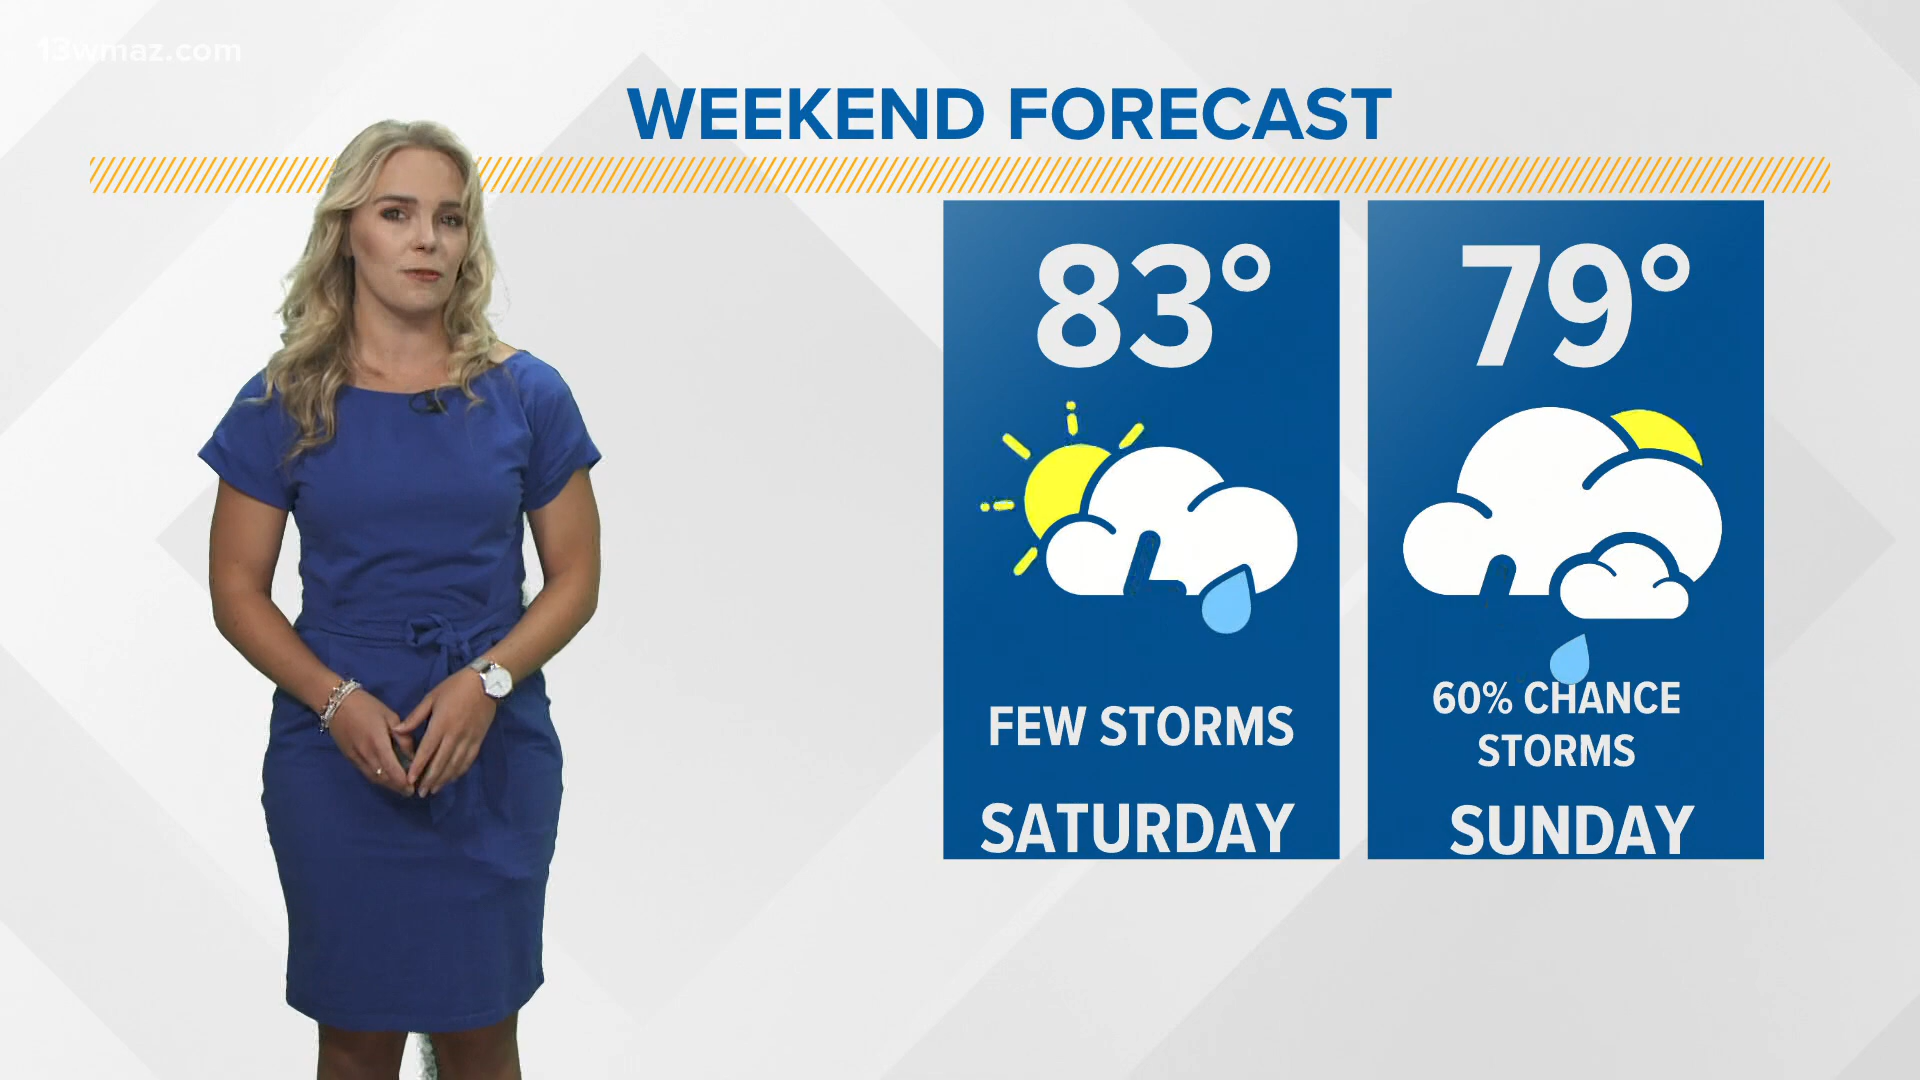 13wmaz.com
WEEKEND FORECAST
83°
FEW STORMS
SATURDAY
79°
60% CHANCE
STORMS
SUNDAY